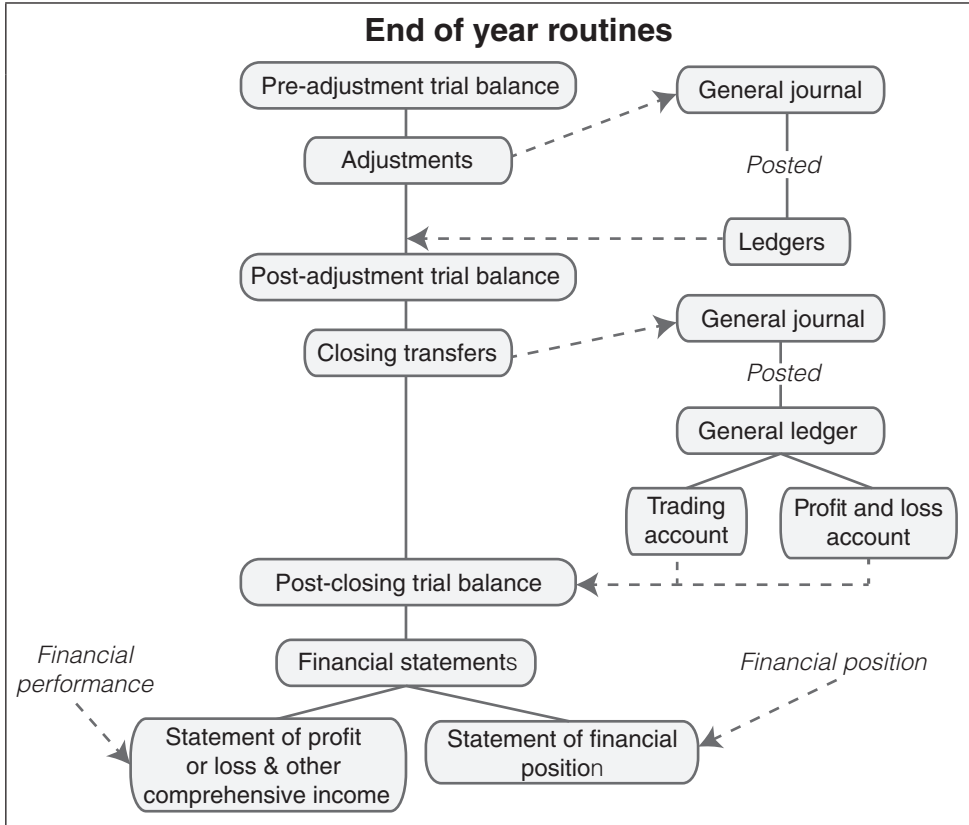 End of year routines
Pre-adjustment trial balance
General journal
Adjustments
Posted
Ledgers
Post-adjustment trial balance
General journal
Closing transfers
Posted
General ledger
Trading
account
Profit and loss
account
Post-closing trial balance
Financial
performance
Financial statements
Financial position
Statement of profit
or loss & other
comprehensive income
Statement of financial
position